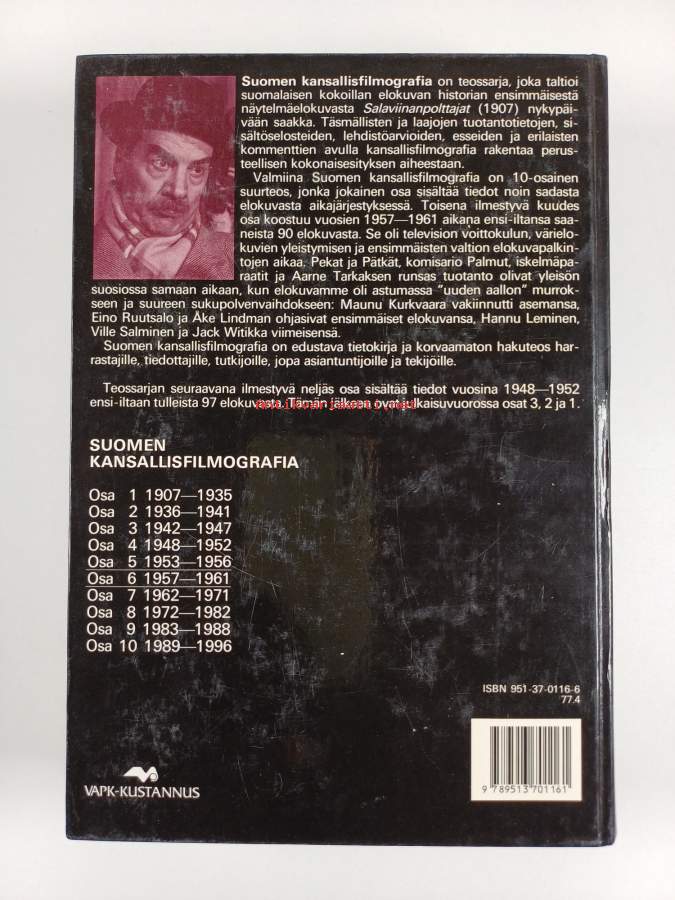 Suomen kansallisfilmografia on teossarja, joka taltioi
suomalaisen kokoillan elokuvan historian ensimmäisestä
näytelmäelokuvasta Salaviinanpolttajat (1907) nykypäi-
vään saakka. Täsmällisten ja laajojen tuotantotietojen, si-
sältöselosteiden, lehdistöarvioiden, esseiden ja erilaisten
kommenttien avulla kansallisfilmografia rakentaa perus-
teellisen kokonaisesityksen aiheestaan.
Valmiina Suomen kansallisfilmografia on 10-osainen
suurteos, jonka jokainen osa sisältää tiedot noin sadasta
elokuvasta aikajärjestyksessä. Toisena ilmestyvä kuudes
osa koostuu vuosien 1957—1961 aikana ensi-iltansa saa-
neista 90 elokuvasta. Se oli television voittokulun, värielo-
kuvien yleistymisen ja ensimmäisten valtion elokuvapalkin-
tojen aikaa. Pekat ja Pätkät, komisario Palmut, iskelmäpa-
raatit ja Aarne Tarkaksen runsas tuotanto olivat yleisön
suosiossa samaan aikaan, kun elokuvamme oli astumassa ”uuden aallon” murrok-
seen ja suureen sukupolvenvaihdokseen: Maunu Kurkvaara vakiinnutti asemansa,
Eino Ruutsalo ja Åke Lindman ohjasivat ensimmäiset elokuvansa, Hannu Leminen,
Ville Salminen ja Jack Witikka viimeisensä.
Suomen kansallisfilmografia on edustava tietokirja ja korvaamaton hakuteos har-
rastajille, tiedottajille, tutkijoille, jopa asiantuntijoille ja tekijöille.
Teossarjan seuraavana ilmestyvä neljäs osa sisältää tiedot vuosina 1948—1952
ensi-iltaan tulleista 97 elokuvasta. Tämän jälkeen ovat julkaisuvuorossa osat 3, 2 ja 1.
SUOMEN
KANSALLISFILMOGRAFIA
Osa 1 1907—1935
Osa 2 1936—1941
Osa 3 1942—1947
Osa 4 1948—1952
Osa 5 1953—1956
Osa 6 1957—1961
Osa 7 1962—1971
Osa 8 1972—1982
Osa 9 1983—1988
Osa 10 1989—1996
ISBN 951-37-0116-6
77.4
9 789513 701161
VAPK-KUSTANNUS